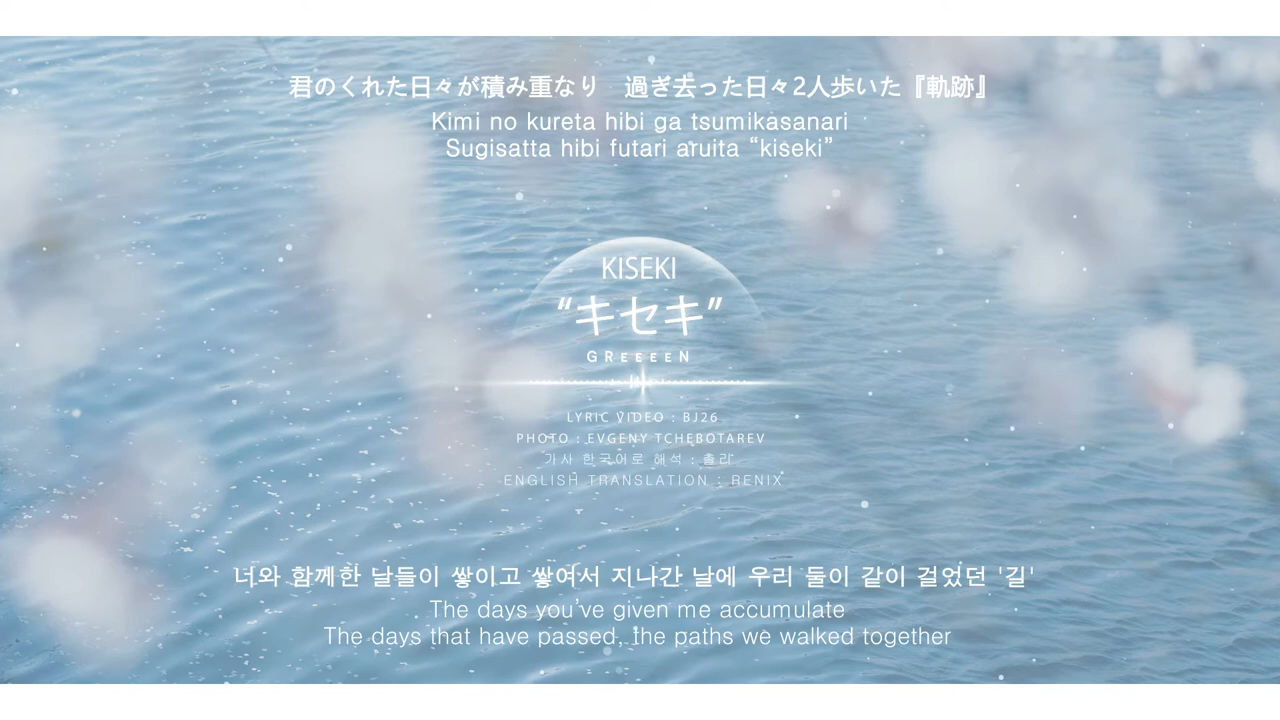 君のくれた日々が積み重なり　過ぎ去った日々2人歩いた『軌跡』
Kimi no kureta hibi ga tsumikasanari
Sugisatta hibi futari aruita “kiseki”
KISEKI
“キセキ”
GReeeeN
LYRIC VIDEO : BJ26
PHOTO : EVGENY TCHEBOTAREV
가사 한국어로 해석 : 츌리
ENGLISH TRANSLATION : RENIX
너와 함께한 날들이 쌓이고 쌓여서 지나간 날에 우리 둘이 같이 걸었던 '길'
The days you’ve given me accumulate
The days that have passed, the paths we walked together